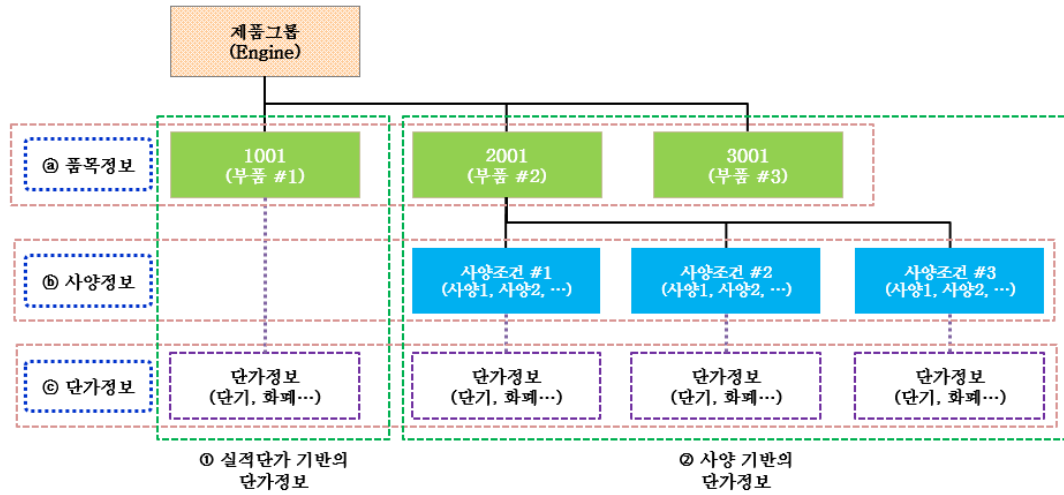 제품그룹
(Engine)
ⓐ 품목정보
1001
(부품 #1)
2001
(부품 #2)
3001
(부품 #3)
ⓑ 사양정보
사양조건 #1
(사양1, 사양2, …)
사양조건 #2
(사양1, 사양2, …)
사양조건 #3
(사양1, 사양2, …)
ⓒ 단가정보
단가정보
(단기, 화폐…)
단가정보
(단기, 화폐…)
단가정보
(단기, 화폐…)
단가정보
(단기, 화폐…)
① 실적단가 기반의
단가정보
② 사양 기반의
단가정보